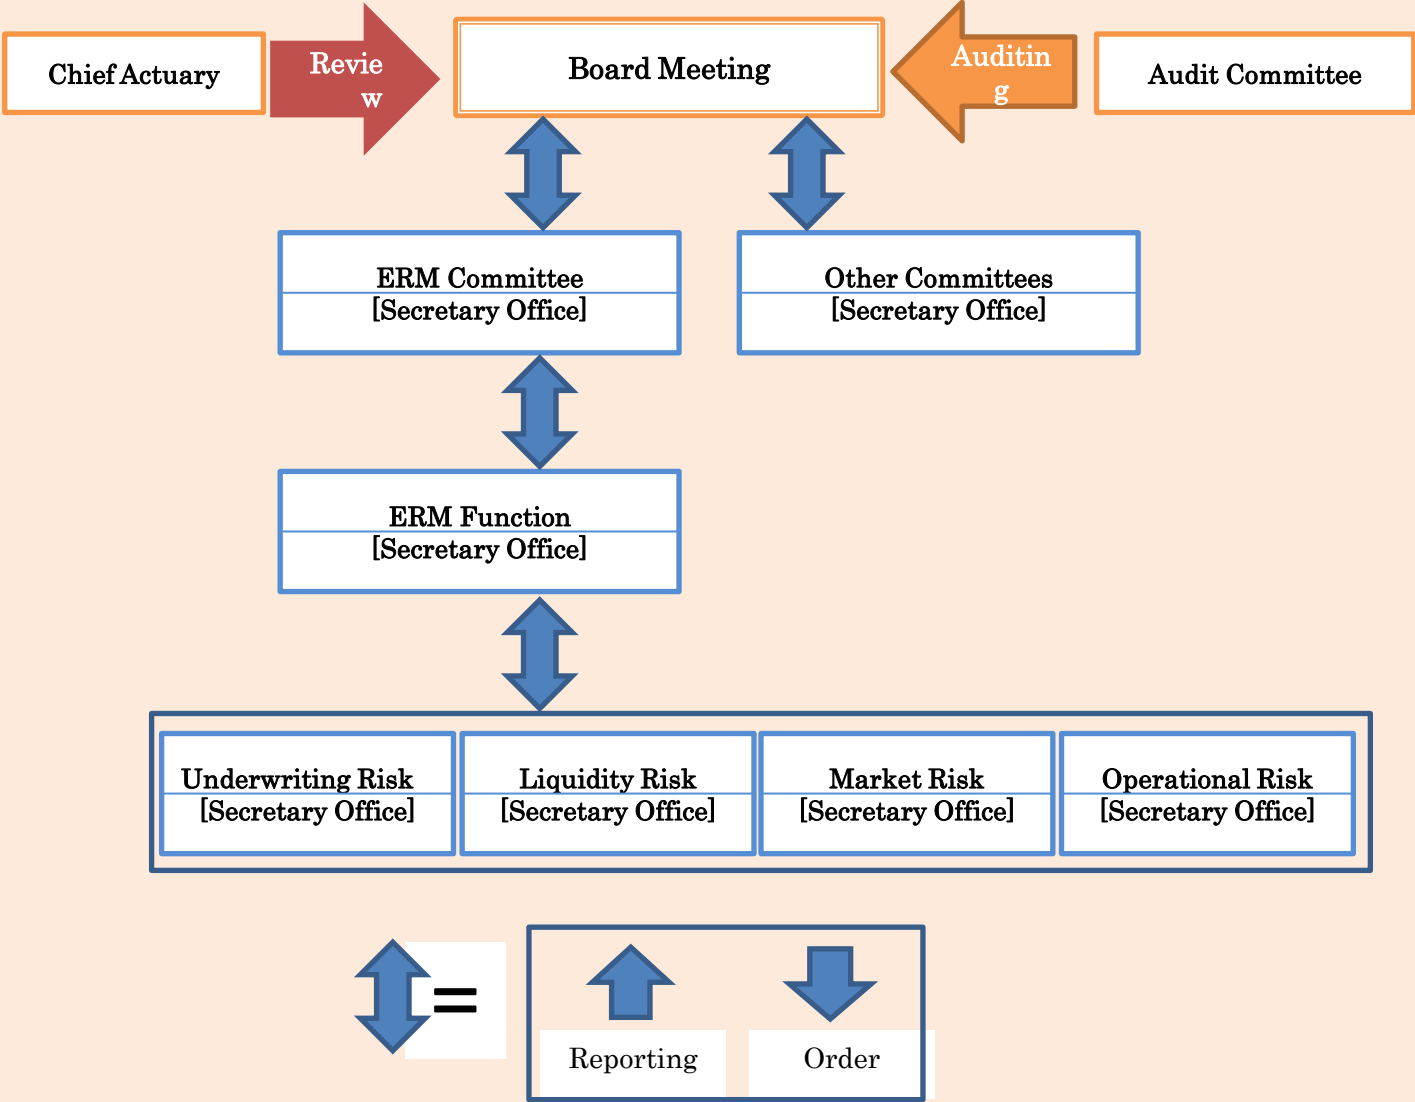 Chief Actuary
Revie
w
Board Meeting
Auditin
g
Audit Committee
ERM Committee
[Secretary Office]
Other Committees
[Secretary Office]
ERM Function
[Secretary Office]
Underwriting Risk
[Secretary Office]
Liquidity Risk
[Secretary Office]
Market Risk
[Secretary Office]
Operational Risk
[Secretary Office]
=
Reporting
Order